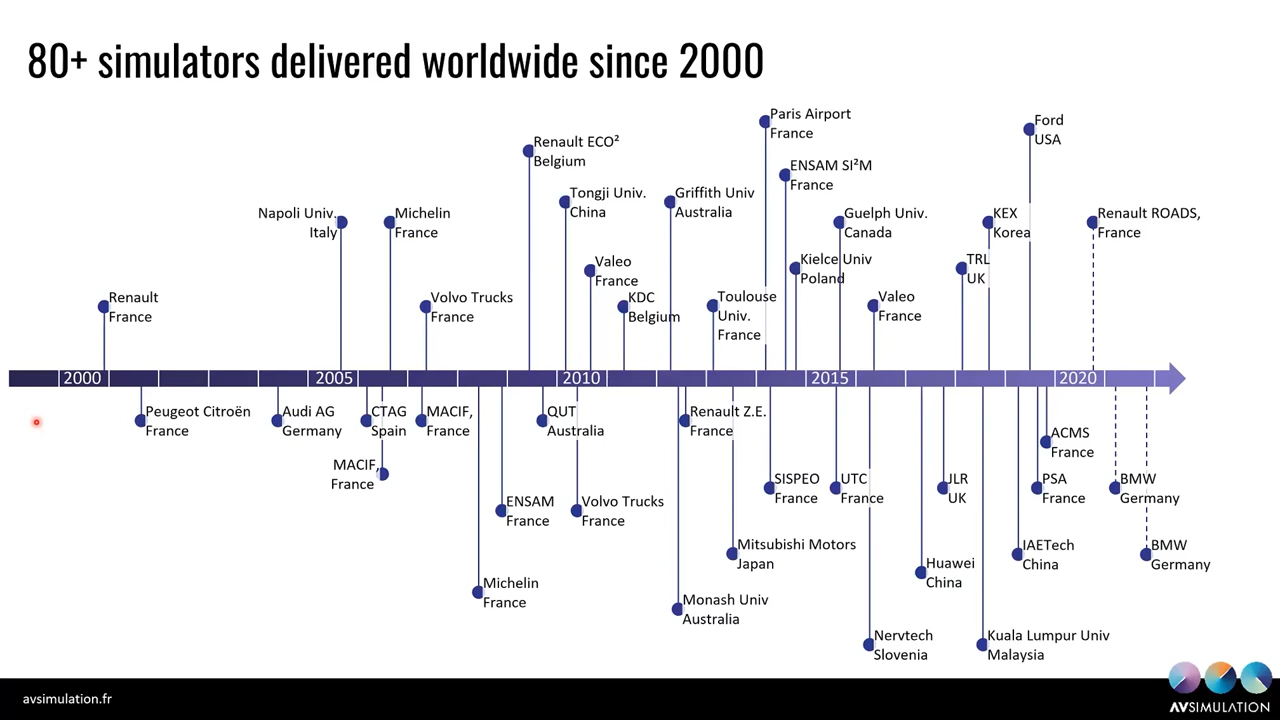 80+ simulators delivered worldwide since 2000
Paris Airport
France
Ford
USA
Renault ECO²
Belgium
ENSAM SI²M
France
Tongji Univ.
China
Griffith Univ
Australia
Napoli Univ.
Italy
Michelin
France
Guelph Univ.
Canada
KEX
Korea
Renault ROADS,
France
Valeo
France
Kielce Univ
Poland
TRL
UK
Renault
France
Volvo Trucks
France
KDC
Belgium
Toulouse
Univ.
France
Valeo
France
2000
2005
2010
2015
2020
Peugeot Citroën
France
Audi AG
Germany
CTAG
Spain
MACIF,
France
QUT
Australia
Renault Z.E.
France
ACMS
France
MACIF,
France
SISPEO
France
UTC
France
JLR
UK
PSA
France
BMW
Germany
ENSAM
France
Volvo Trucks
France
Mitsubishi Motors
Japan
IAETech
China
BMW
Germany
Huawei
China
Michelin
France
Monash Univ
Australia
Nervtech
Slovenia
Kuala Lumpur Univ
Malaysia
avsimulation.fr
AVSIMULATION